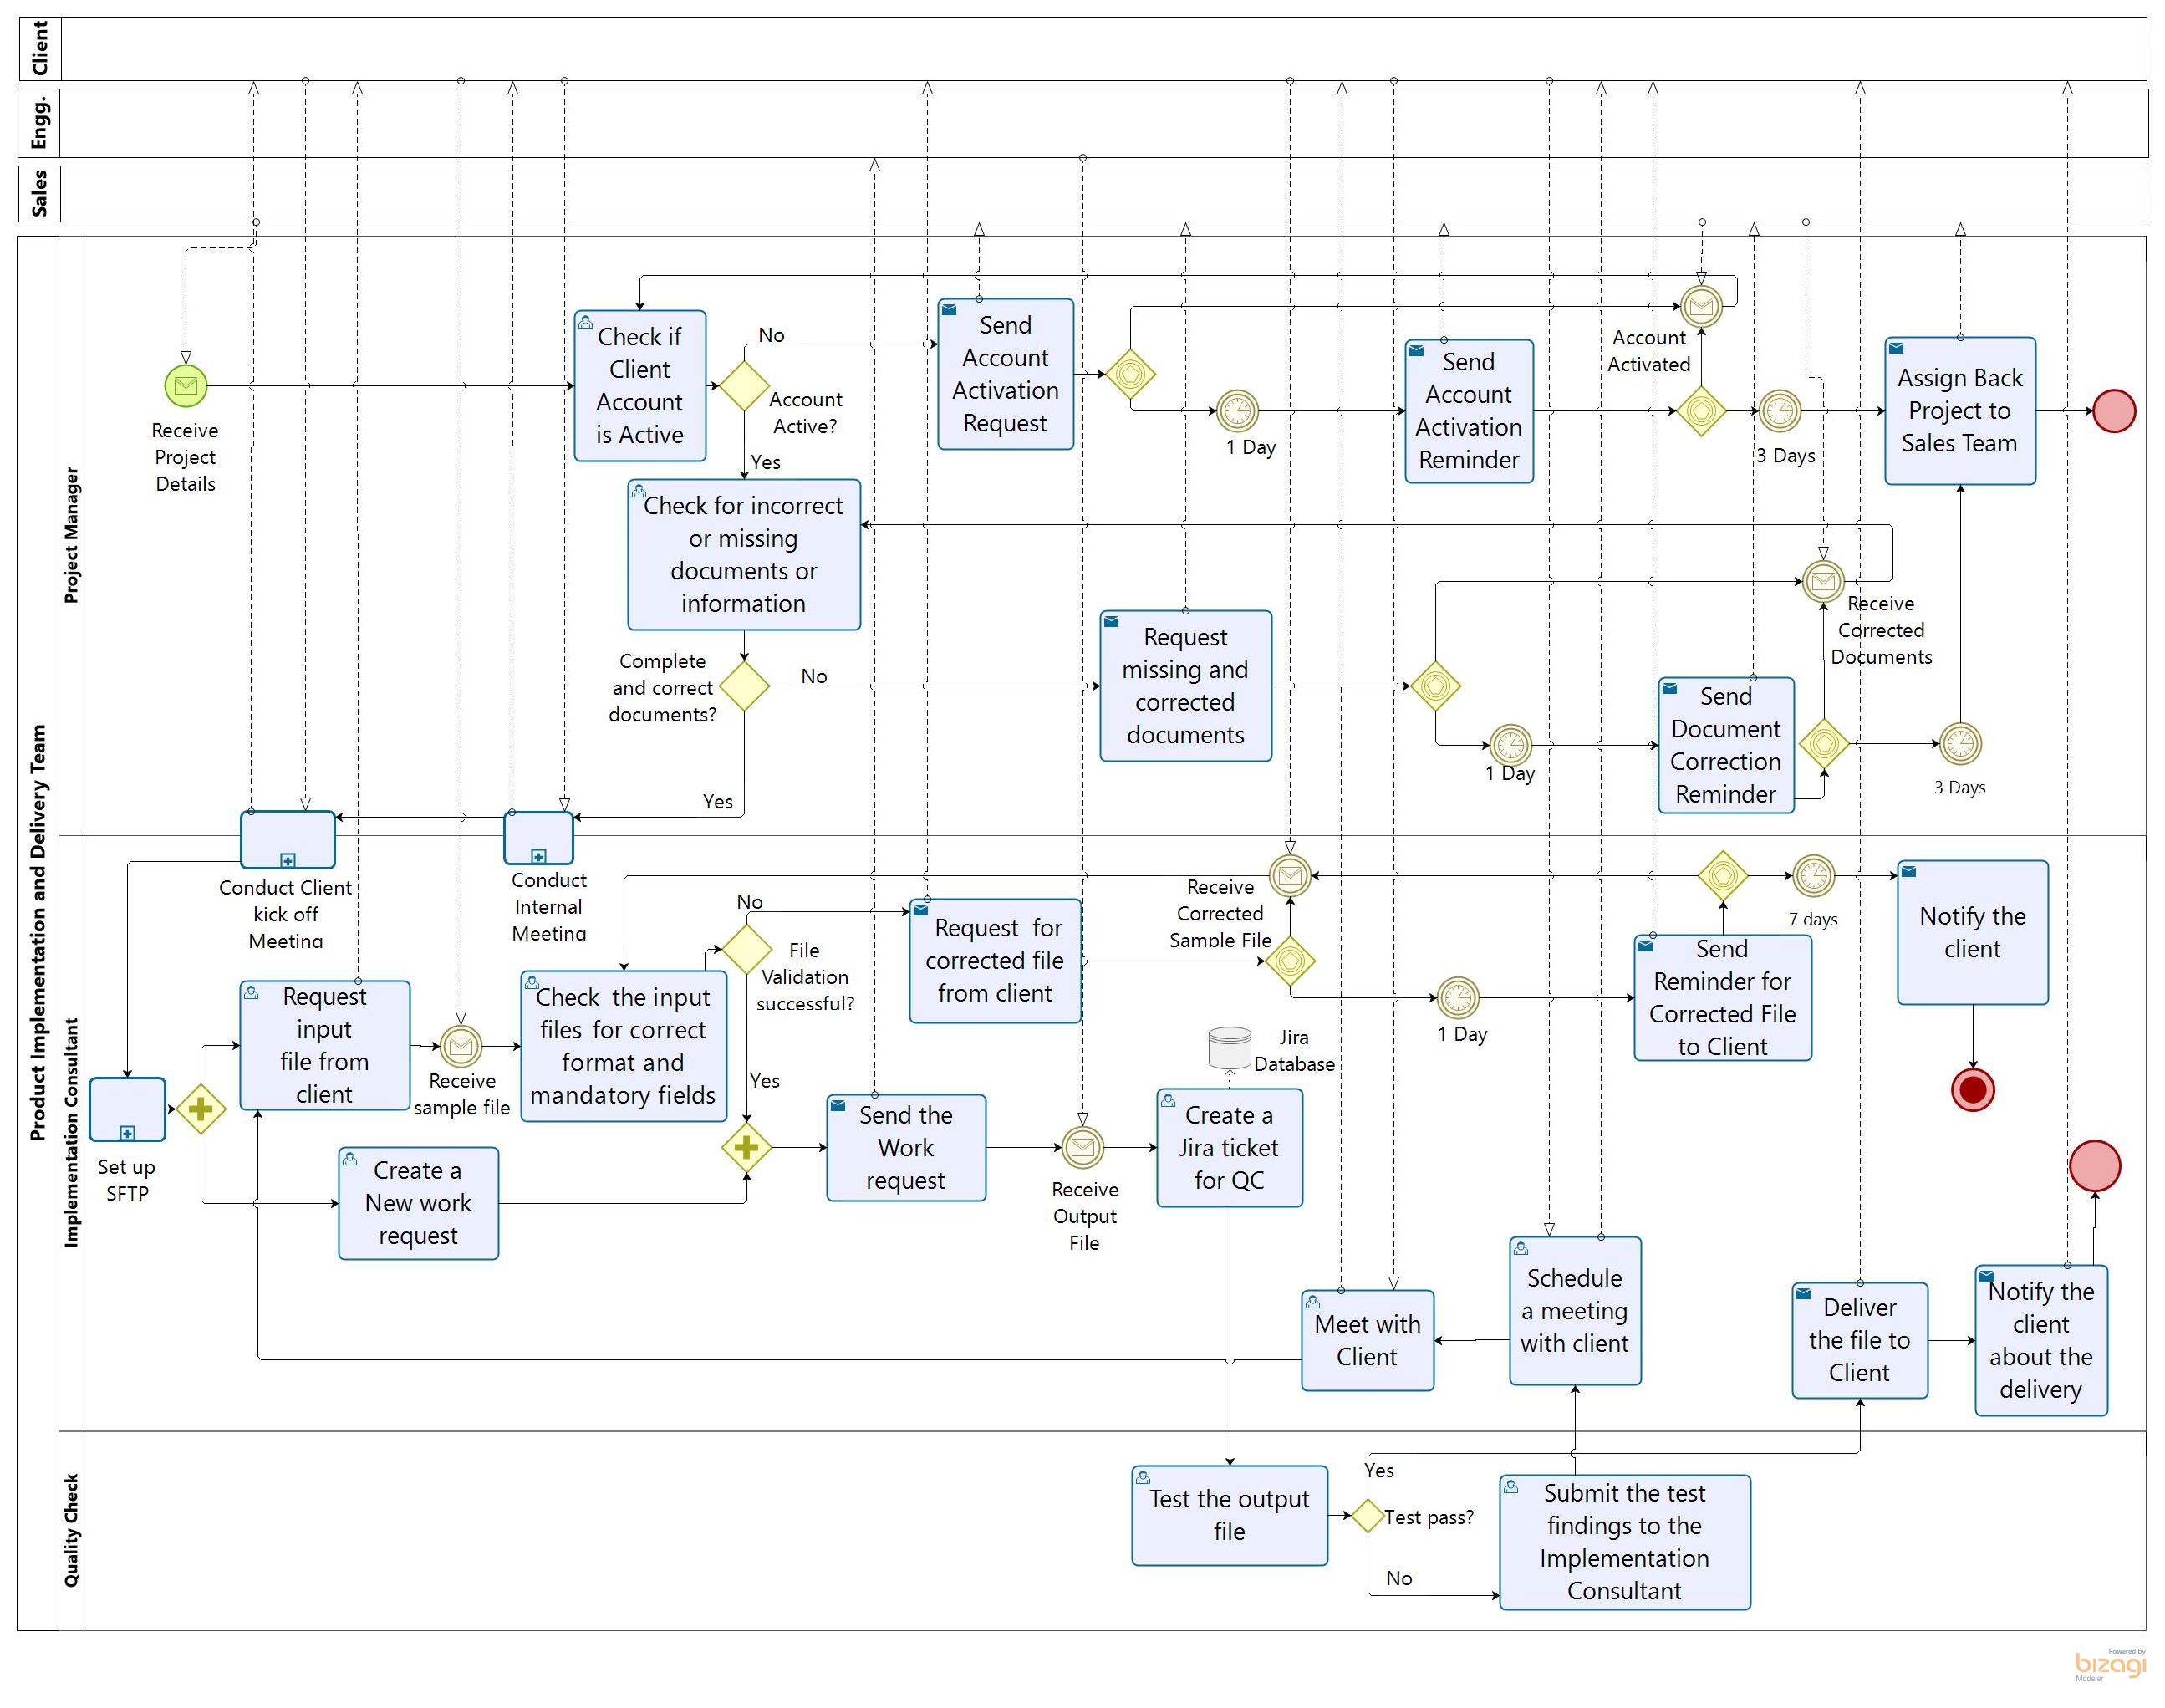 Client
Engg.
Sales
Product Implementation and Delivery Team
Project Manager
Receive
Project
Details
Check if
Client
Account
is Active
No
Account
Active?
Yes
Send
Account
Activation
Request
1 Day
Send
Account
Activation
Reminder
Account
Activated
3 Days
Assign Back
Project to
Sales Team
Check for incorrect
or missing
documents or
information
Complete
and correct
documents?
No
Yes
Request
missing and
corrected
documents
1 Day
Send
Document
Correction
Reminder
Receive
Corrected
Documents
3 Days
Implementation Consultant
Conduct Client
kick off
Meeting
Conduct
Internal
Meeting
Set up
SFTP
Request
input
file from
client
Receive
sample file
Create a
New work
request
Check the input
files for correct
format and
mandatory fields
No
File
Validation
successful?
Yes
Request for
corrected file
from client
Receive
Corrected
Sample File
1 Day
Send
Reminder for
Corrected File
to Client
7 days
Notify the
client
Send the
Work
request
Receive
Output
File
Jira
Database
Create a
Jira ticket
for QC
Meet with
Client
Schedule
a meeting
with client
Deliver
the file to
Client
Notify the
client
about the
delivery
Quality Check
Test the output
file
Yes
Test pass?
No
Submit the test
findings to the
Implementation
Consultant
Powered by
bizagi
Modeler